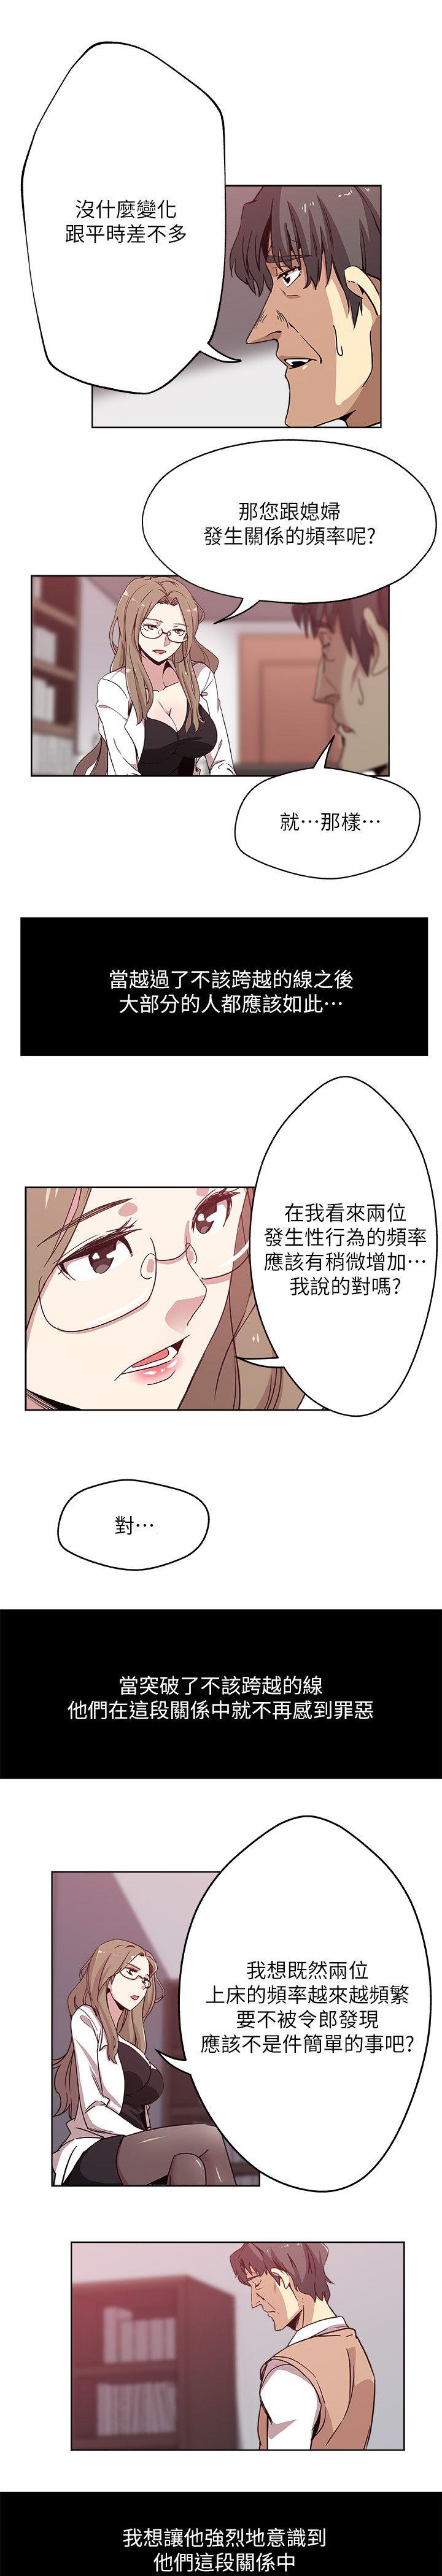 沒什麼變化
跟平時差不多
那您跟媳婦
發生關係的頻率呢?
就⋯那樣⋯
當越過了不該跨越的線之後
大部分的人都應該如此⋯
在我看來兩位
發生性行為的頻率
應該有稍微增加⋯
我說的對嗎?
對⋯
當突破了不該跨越的線
他們在這段關係中就不再感到罪惡
我想既然兩位
上床的頻率越來越頻繁
要不被令郎發現
應該不是件簡單的事吧?
我想讓他強烈地意識到
他們這段關係中